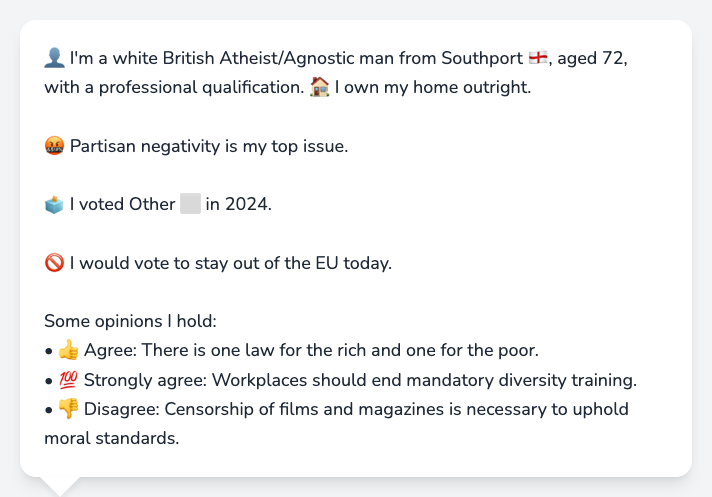 👤 I'm a white British Atheist/Agnostic man from Southport 🏴󠁧󠁢󠁥󠁮󠁧󠁿, aged 72,
with a professional qualification. 🏠 I own my home outright.
🤬 Partisan negativity is my top issue.
🗳️ I voted Other ⬜ in 2024.
🚫 I would vote to stay out of the EU today.
Some opinions I hold:
• 👍 Agree: There is one law for the rich and one for the poor.
• 💯 Strongly agree: Workplaces should end mandatory diversity training.
• 👎 Disagree: Censorship of films and magazines is necessary to uphold
moral standards.